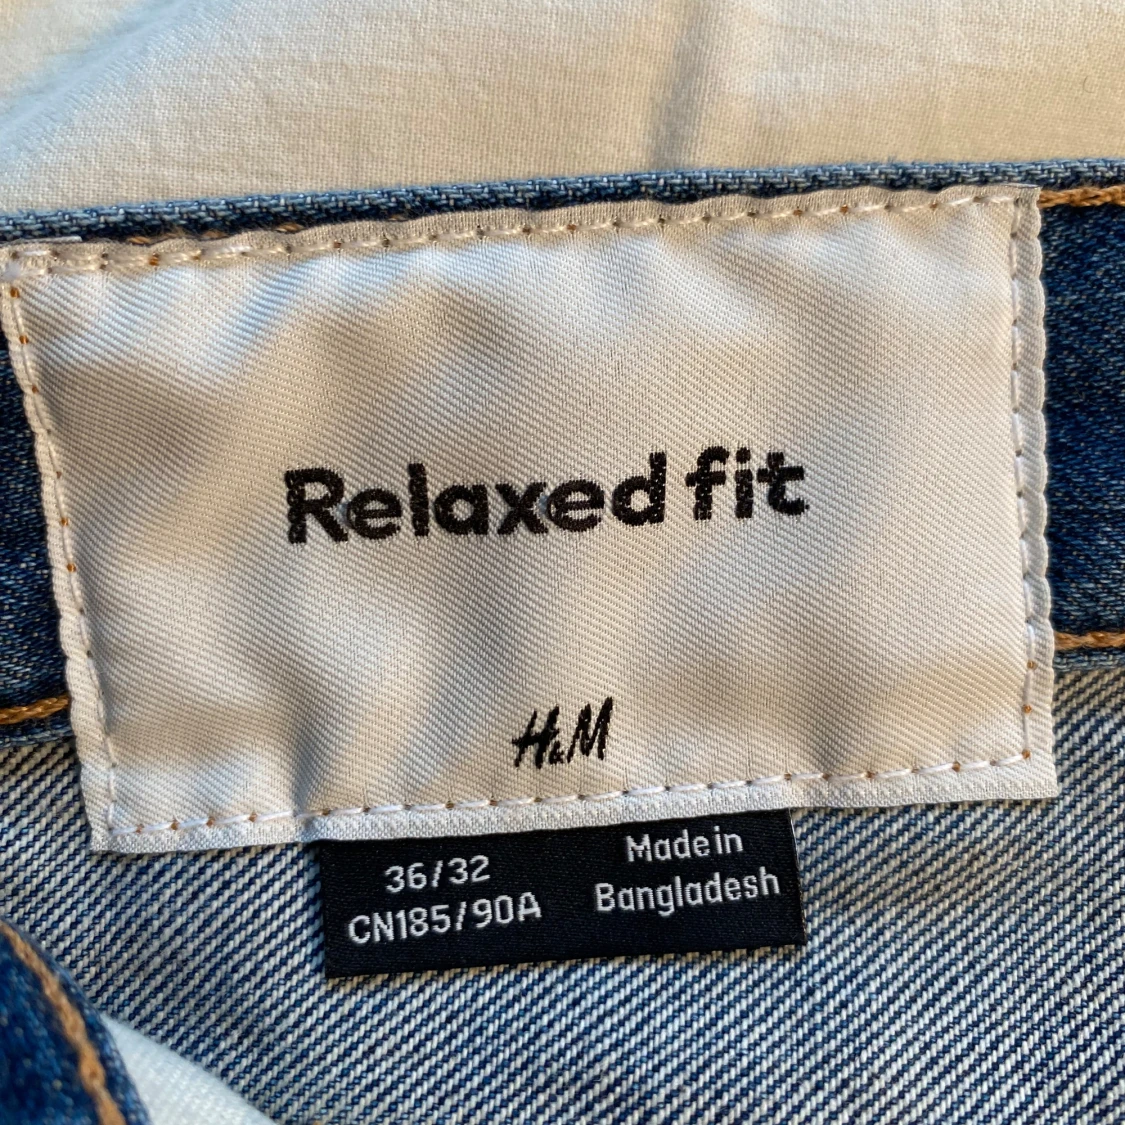 Relaxed fit
H&M
36/32
CN185/90A
Made in
Bangladesh